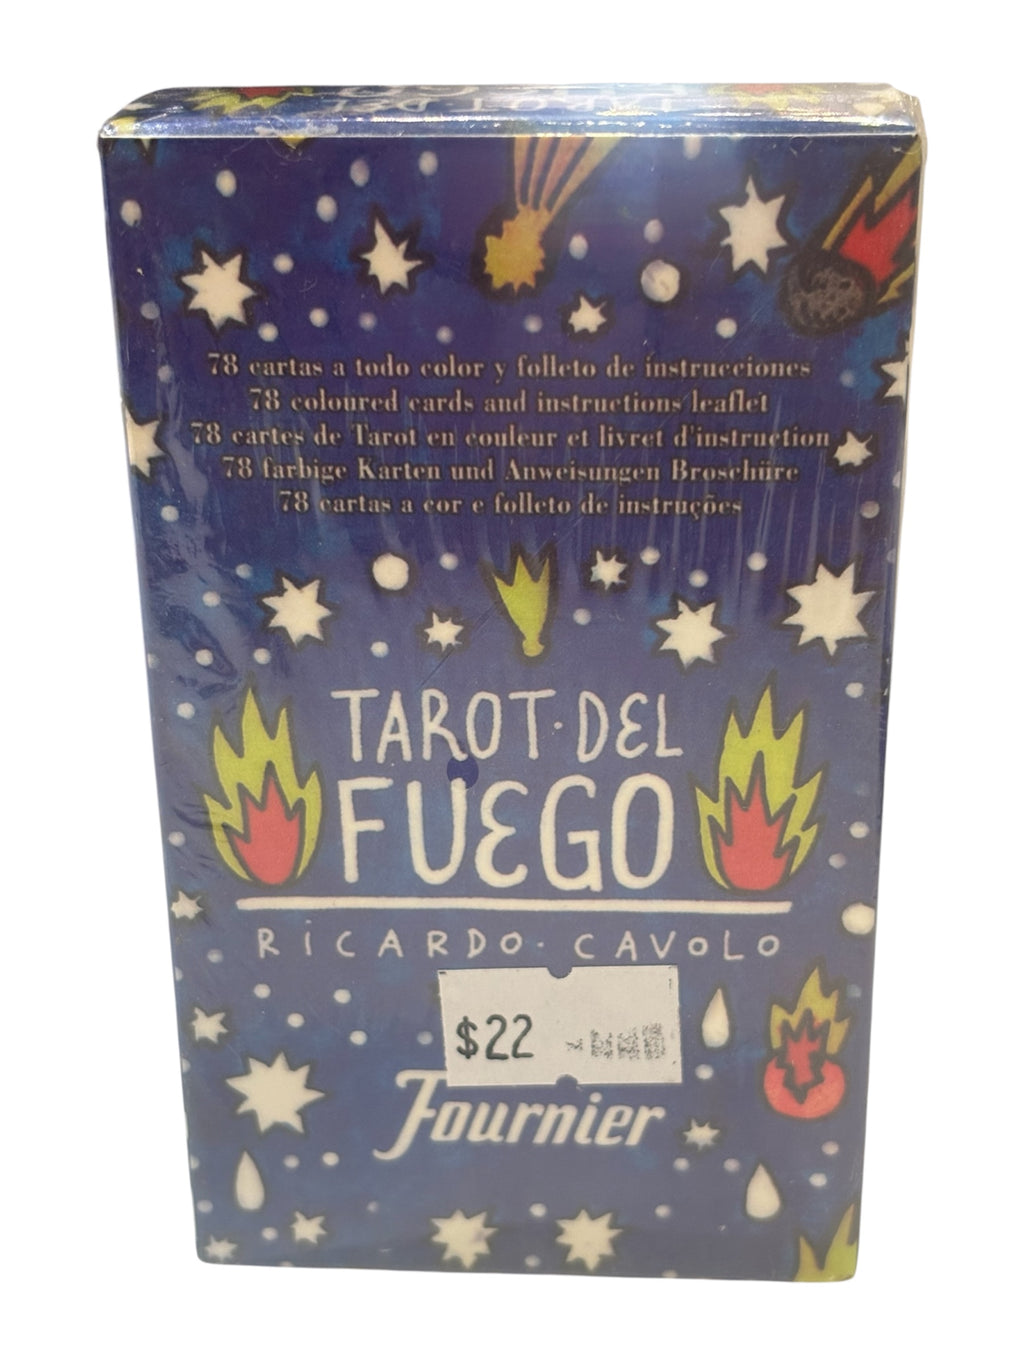 TAROT DEL
78 cartas a todo color y folleto de instrucciones
78 coloured cards and instructions leaflet
78 cartes de Tarot en couleur et livret d'instruction
78 farbige Karten und Anweisungen Broschüre
78 cartas a cor e folleto de instruções
TAROT·DEL
FUEGO
RICARDO·CAVOLO
$22
Fournier